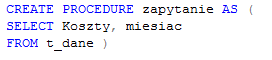 CREATE PROCEDURE zapytanie AS (
SELECT Koszty, miesiac
FROM t_dane )